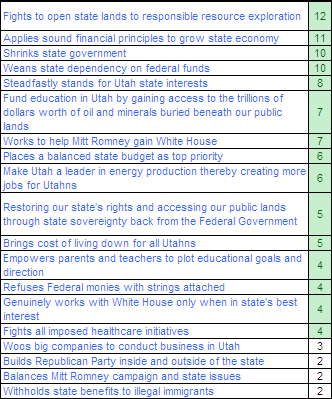 Fights to open state lands to responsible resource exploration 12
Applies sound financial principles to grow state economy 11
Shrinks state government 10
Weans state dependency on federal funds 10
Steadfastly stands for Utah state interests 8
Fund education in Utah by gaining access to the trillions of
dollars worth of oil and minerals buried beneath our public 7
lands
Works to help Mitt Romney gain White House 7
Places a balanced state budget as top priority 6
Make Utah a leader in energy production thereby creating more 6
jobs for Utahns
Restoring our state's rights and accessing our public lands 5
through state sovereignty back from the Federal Government
Brings cost of living down for all Utahns 5
Empowers parents and teachers to plot educational goals and 4
direction
Refuses Federal monies with strings attached 4
Genuinely works with White House only when in state's best 4
interest
Fights all imposed healthcare initiatives 4
Woos big companies to conduct business in Utah 3
Builds Republican Party inside and outside of the state 2
Balances Mitt Romney campaign and state issues 2
Withholds state benefits to illegal immigrants 2